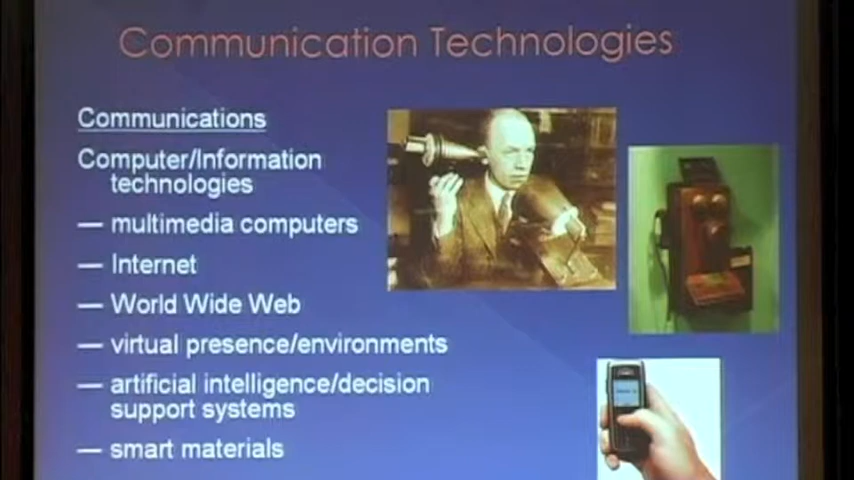 Communication Technologies
Communications
Computer/Information
technologies
— multimedia computers
— Internet
— World Wide Web
— virtual presence/environments
— artificial intelligence/decision
support systems
— smart materials